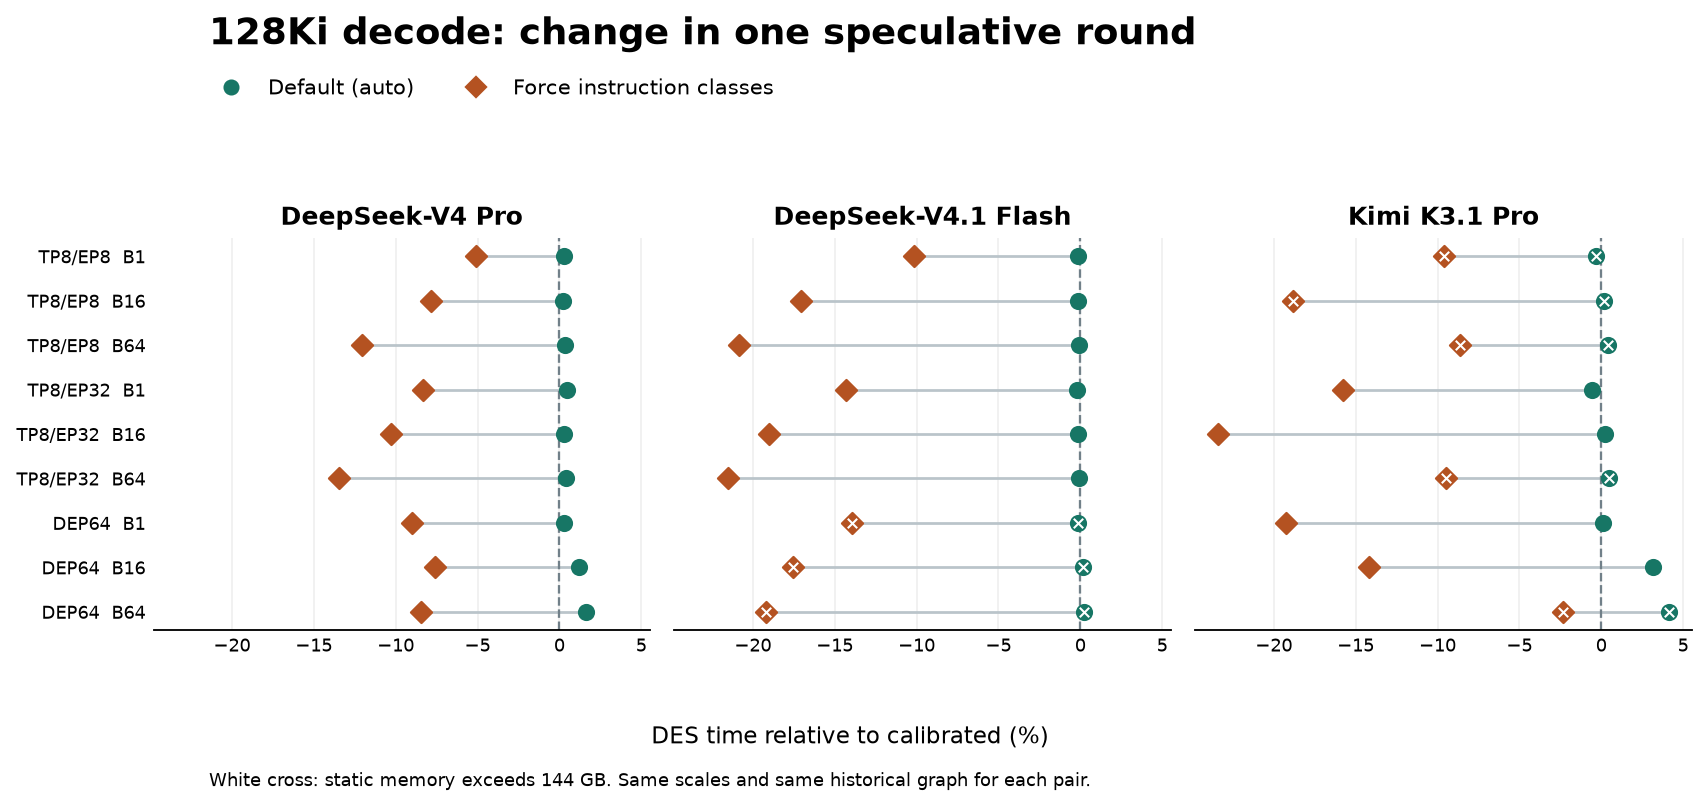 128Ki decode: change in one speculative round
Default (auto)
Force instruction classes
DeepSeek-V4 Pro
DeepSeek-V4.1 Flash
Kimi K3.1 Pro
TP8/EP8 B1
TP8/EP8 B16
TP8/EP8 B64
TP8/EP32 B1
TP8/EP32 B16
TP8/EP32 B64
DEP64 B1
DEP64 B16
DEP64 B64
−20 −15 −10 −5 0 5
−20 −15 −10 −5 0 5
−20 −15 −10 −5 0 5
DES time relative to calibrated (%)
White cross: static memory exceeds 144 GB. Same scales and same historical graph for each pair.